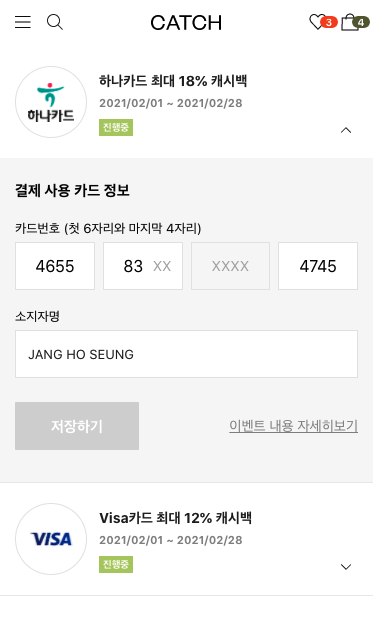 CATCH
3
4
하나카드
하나카드 최대 18% 캐시백
2021/02/01 ~ 2021/02/28
진행중
결제 사용 카드 정보
카드번호 (첫 6자리와 마지막 4자리)
4655 83 XX XXXX 4745
소지자명
JANG HO SEUNG
저장하기
이벤트 내용 자세히보기
VISA
Visa카드 최대 12% 캐시백
2021/02/01 ~ 2021/02/28
진행중